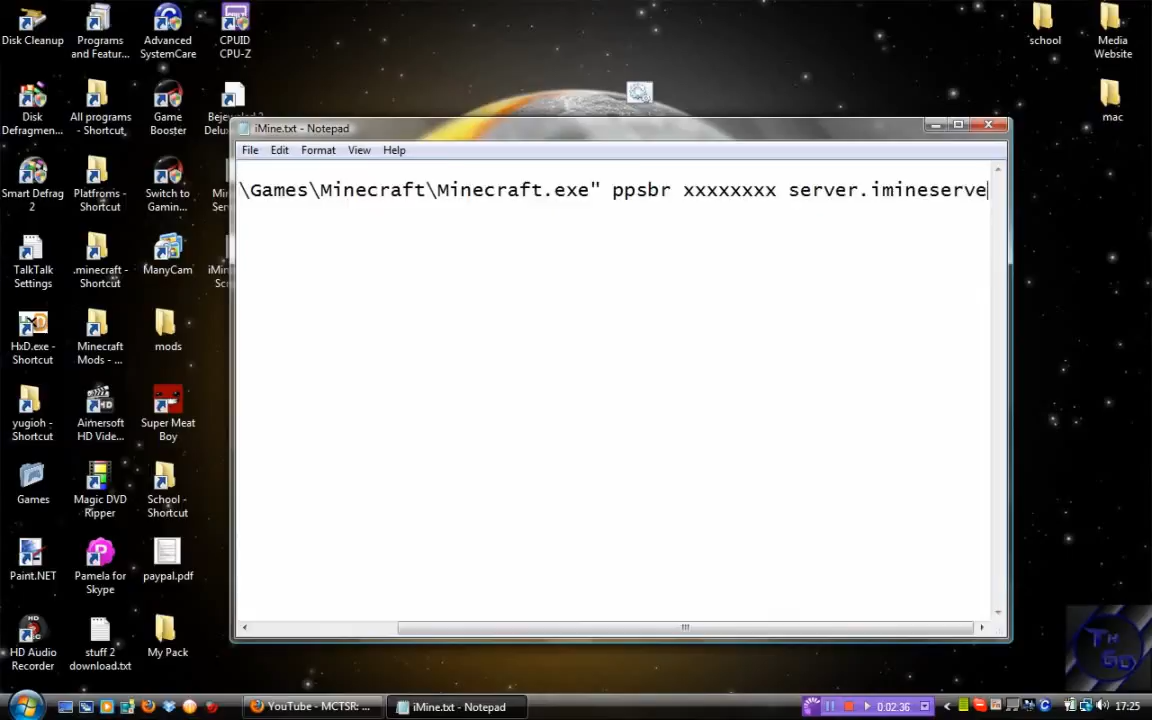 Disk Cleanup
Programs and Featur...
Advanced SystemCare
CPUID CPU-Z
school
Media Website
Disk Defragmen...
All programs - Shortcut
Game Booster
mac
iMine.txt - Notepad
File Edit Format View Help
\Games\Minecraft\Minecraft.exe" ppsbr xxxxxxxx server.imineserve
Smart Defrag 2
Platfroms - Shortcut
Switch to Gamin...
TalkTalk Settings
.minecraft - Shortcut
ManyCam
HxD.exe - Shortcut
Minecraft Mods - ...
mods
yugioh - Shortcut
Aimersoft HD Vide...
Super Meat Boy
Games
Magic DVD Ripper
School - Shortcut
Paint.NET
Pamela for Skype
paypal.pdf
HD Audio Recorder
stuff 2 download.txt
My Pack
YouTube - MCTSR: ...
iMine.txt - Notepad
0:02:36
17:25